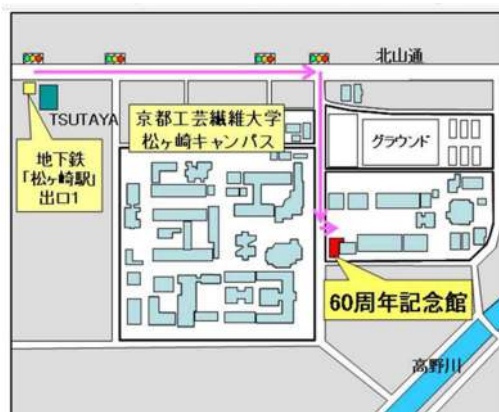 北山通
TSUTAYA
京都工芸繊維大学
松ヶ崎キャンパス
グラウンド
地下鉄
「松ヶ崎駅」
出口1
60周年記念館
高野川